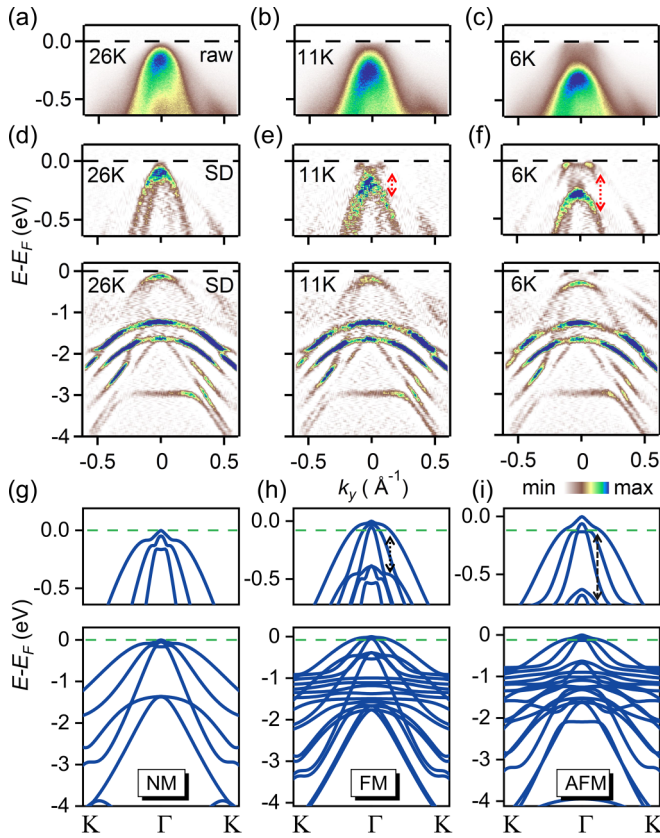 (a) (b) (c)
0.0
26K raw 11K 6K
-0.5
(d) (e) (f)
0.0
26K SD 11K 6K
-0.5
E-E_F (eV)
0 26K SD 11K 6K
-1
-2
-3
-4
-0.5 0 0.5 -0.5 0 0.5 -0.5 0 0.5
k_y ( Å⁻¹) min max
(g) (h) (i)
0.0 0.0 0.0
-0.5 -0.5 -0.5
E-E_F (eV)
0 0 0
-1 -1 -1
-2 -2 -2
-3 -3 -3
NM FM AFM
-4 -4 -4
K Γ K K Γ K K Γ K